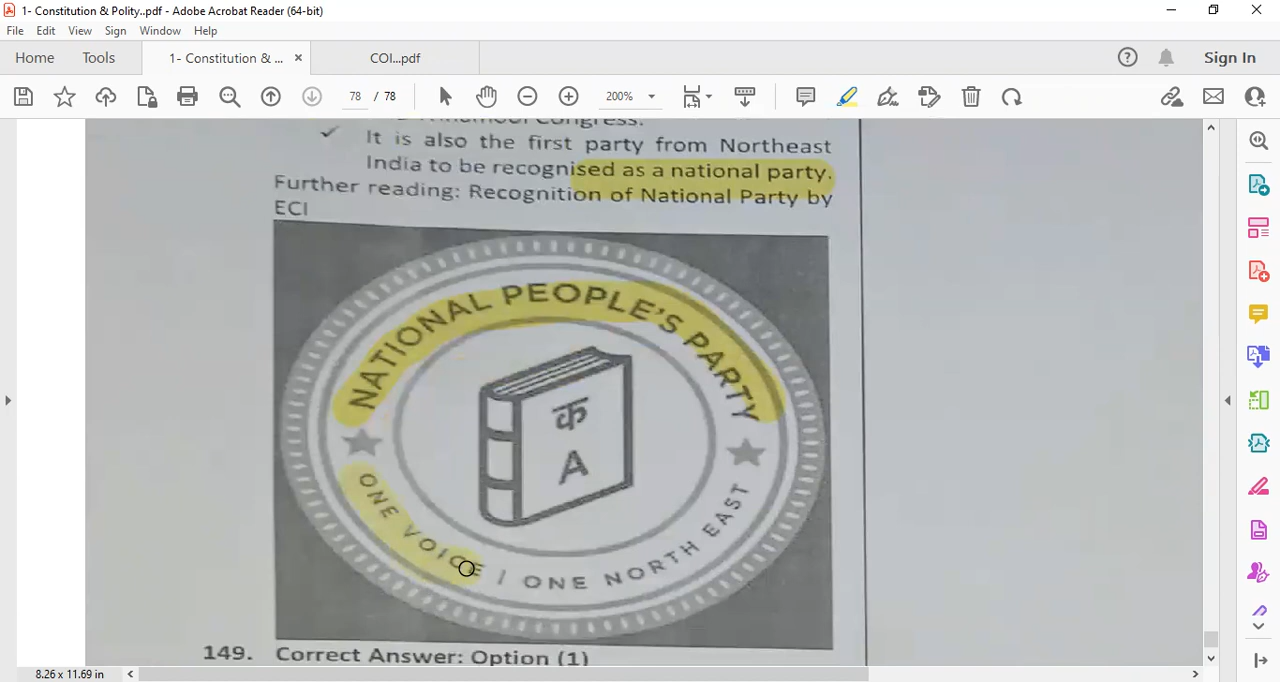 1- Constitution & Polity..pdf - Adobe Acrobat Reader (64-bit)
File Edit View Sign Window Help
Home Tools 1- Constitution & ... × COI...pdf Sign In
78 / 78 200%
Congress.
✓ It is also the first party from Northeast
India to be recognised as a national party.
Further reading: Recognition of National Party by
ECI
NATIONAL PEOPLE'S PARTY
क
A
ONE VOICE | ONE NORTH EAST
149. Correct Answer: Option (1)
8.26 x 11.69 in